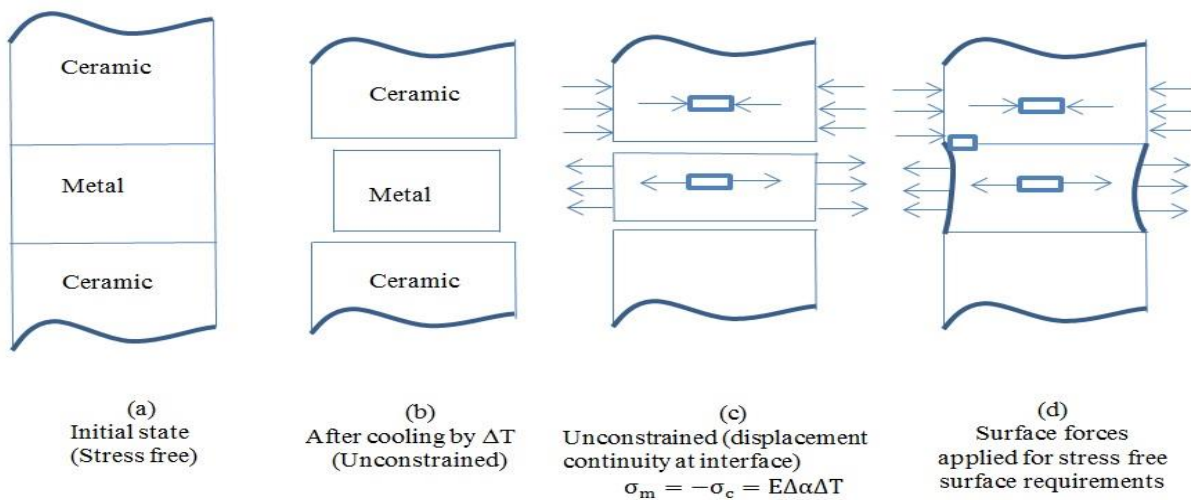 Ceramic
Metal
Ceramic
Ceramic
Metal
Ceramic
(a)
Initial state
(Stress free)
(b)
After cooling by ΔT
(Unconstrained)
(c)
Unconstrained (displacement
continuity at interface)
σₘ = −σ꜀ = EΔαΔT
(d)
Surface forces
applied for stress free
surface requirements